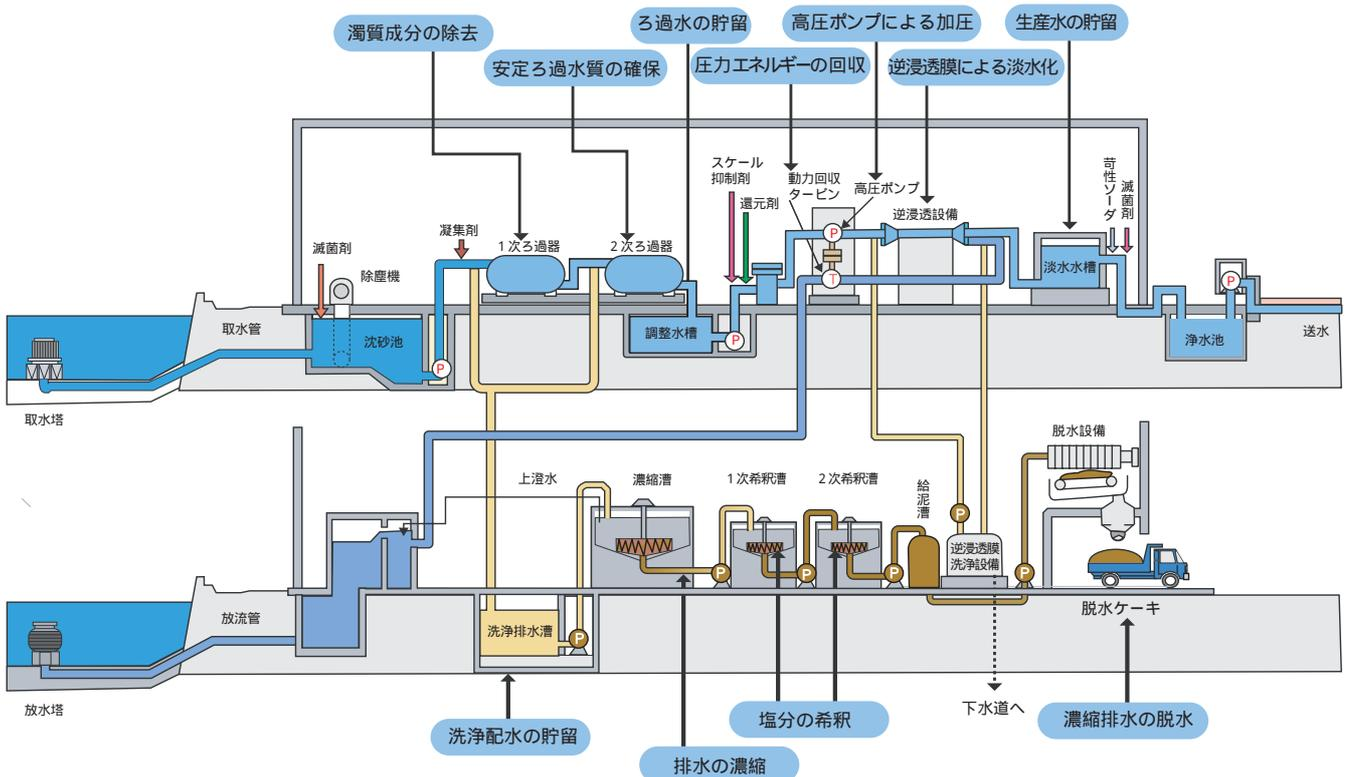 濁質成分の除去
ろ過水の貯留
高圧ポンプによる加圧
生産水の貯留
安定ろ過水質の確保
圧力エネルギーの回収
逆浸透膜による淡水化
スケール
抑制剤
動力回収
タービン
高圧ポンプ
苛性ソーダ
滅菌剤
還元剤
逆浸透設備
凝集剤
1次ろ過器
2次ろ過器
滅菌剤
除塵機
P
淡水水槽
T
P
取水管
沈砂池
調整水槽
P
浄水池
送水
P
取水塔
脱水設備
上澄水
濃縮漕
1次希釈漕
2次希釈漕
給泥漕
P
逆浸透膜
洗浄設備
P
P
P
P
脱水ケーキ
放流管
洗浄排水漕
P
放水塔
下水道へ
洗浄配水の貯留
塩分の希釈
濃縮排水の脱水
排水の濃縮